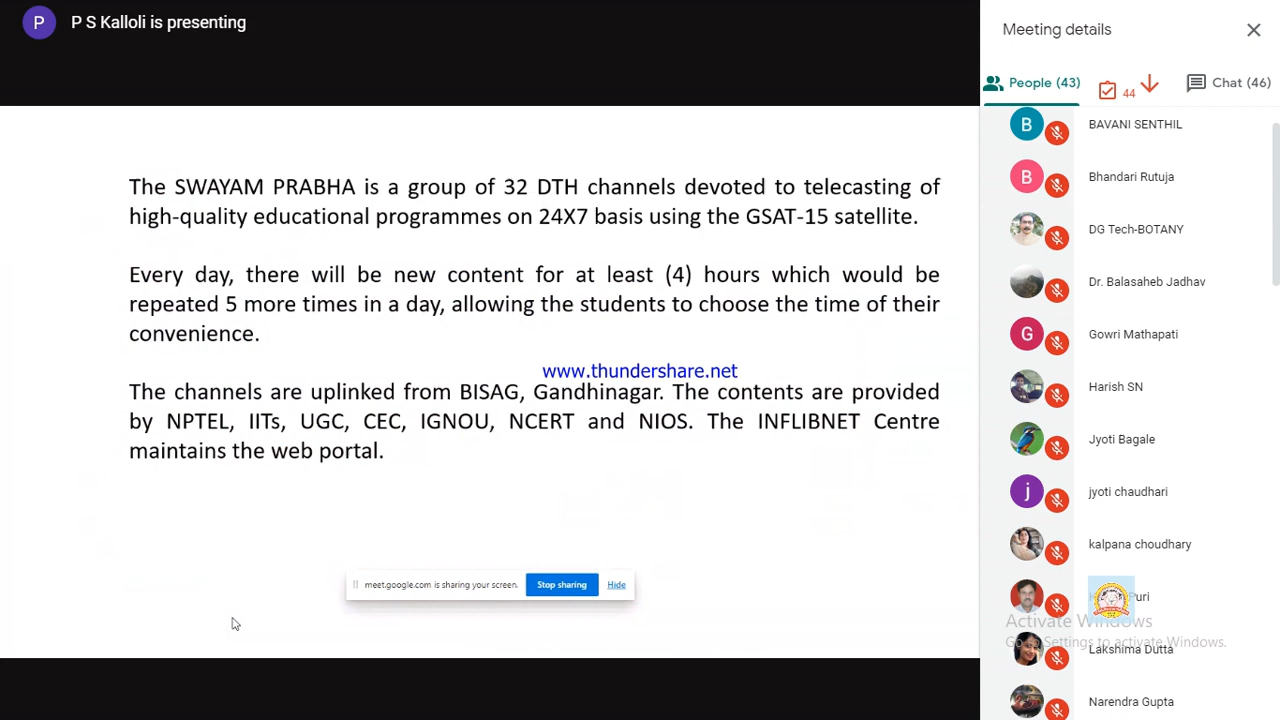 P
P S Kalloli is presenting
The SWAYAM PRABHA is a group of 32 DTH channels devoted to telecasting of
high-quality educational programmes on 24X7 basis using the GSAT-15 satellite.
Every day, there will be new content for at least (4) hours which would be
repeated 5 more times in a day, allowing the students to choose the time of their
convenience.
www.thundershare.net
The channels are uplinked from BISAG, Gandhinagar. The contents are provided
by NPTEL, IITs, UGC, CEC, IGNOU, NCERT and NIOS. The INFLIBNET Centre
maintains the web portal.
meet.google.com is sharing your screen.
Stop sharing
Hide
Meeting details
People (43)
44
Chat (46)
B
BAVANI SENTHIL
B
Bhandari Rutuja
DG Tech-BOTANY
Dr. Balasaheb Jadhav
G
Gowri Mathapati
Harish SN
Jyoti Bagale
j
jyoti chaudhari
kalpana choudhary
Puri
Activate Windows
Go to Settings to activate Windows.
Lakshima Dutta
Narendra Gupta